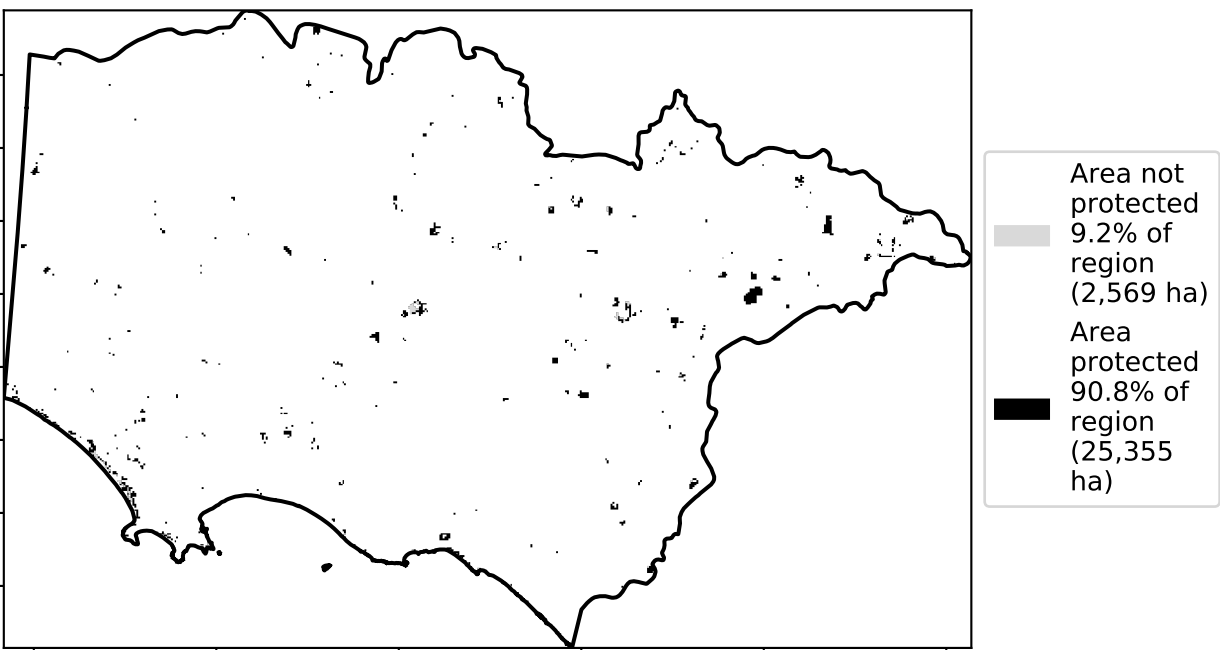 Area not
protected
9.2% of
region
(2,569 ha)
Area
protected
90.8% of
region
(25,355
ha)